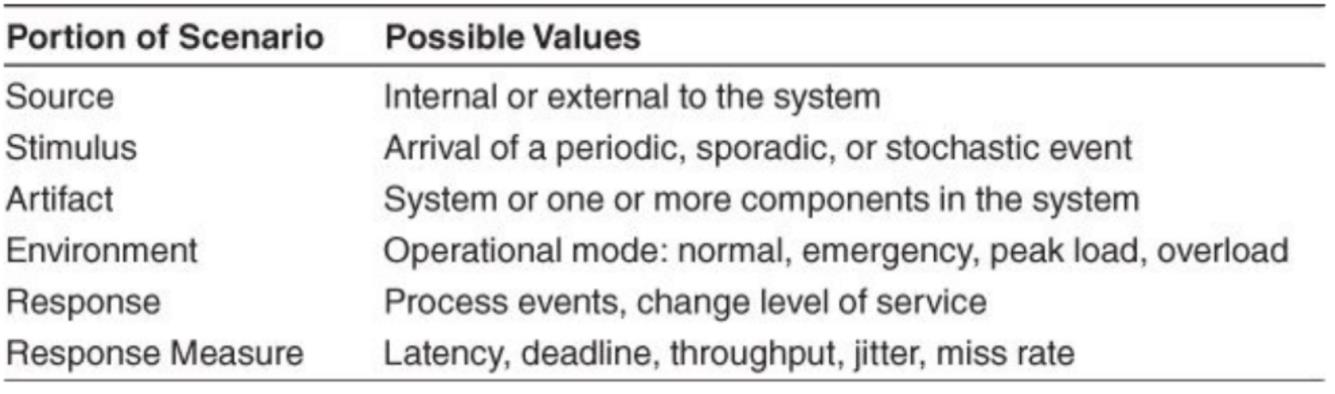 Portion of Scenario Possible Values
Source Internal or external to the system
Stimulus Arrival of a periodic, sporadic, or stochastic event
Artifact System or one or more components in the system
Environment Operational mode: normal, emergency, peak load, overload
Response Process events, change level of service
Response Measure Latency, deadline, throughput, jitter, miss rate